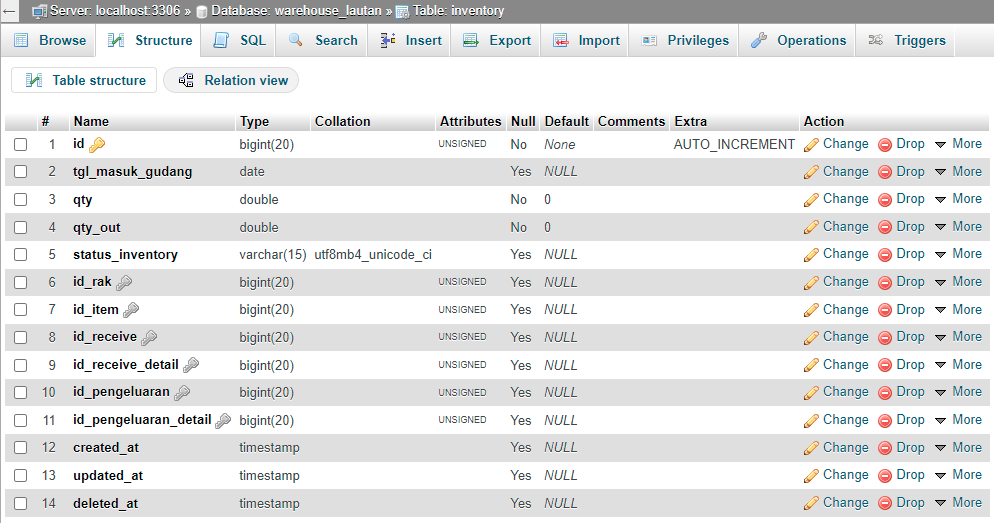 Server: localhost:3306 » Database: warehouse_lautan » Table: inventory
Browse Structure SQL Search Insert Export Import Privileges Operations Triggers
Table structure Relation view
# Name Type Collation Attributes Null Default Comments Extra Action
1 id bigint(20) UNSIGNED No None AUTO_INCREMENT Change Drop More
2 tgl_masuk_gudang date Yes NULL Change Drop More
3 qty double No 0 Change Drop More
4 qty_out double No 0 Change Drop More
5 status_inventory varchar(15) utf8mb4_unicode_ci Yes NULL Change Drop More
6 id_rak bigint(20) UNSIGNED Yes NULL Change Drop More
7 id_item bigint(20) UNSIGNED Yes NULL Change Drop More
8 id_receive bigint(20) UNSIGNED Yes NULL Change Drop More
9 id_receive_detail bigint(20) UNSIGNED Yes NULL Change Drop More
10 id_pengeluaran bigint(20) UNSIGNED Yes NULL Change Drop More
11 id_pengeluaran_detail bigint(20) UNSIGNED Yes NULL Change Drop More
12 created_at timestamp Yes NULL Change Drop More
13 updated_at timestamp Yes NULL Change Drop More
14 deleted_at timestamp Yes NULL Change Drop More